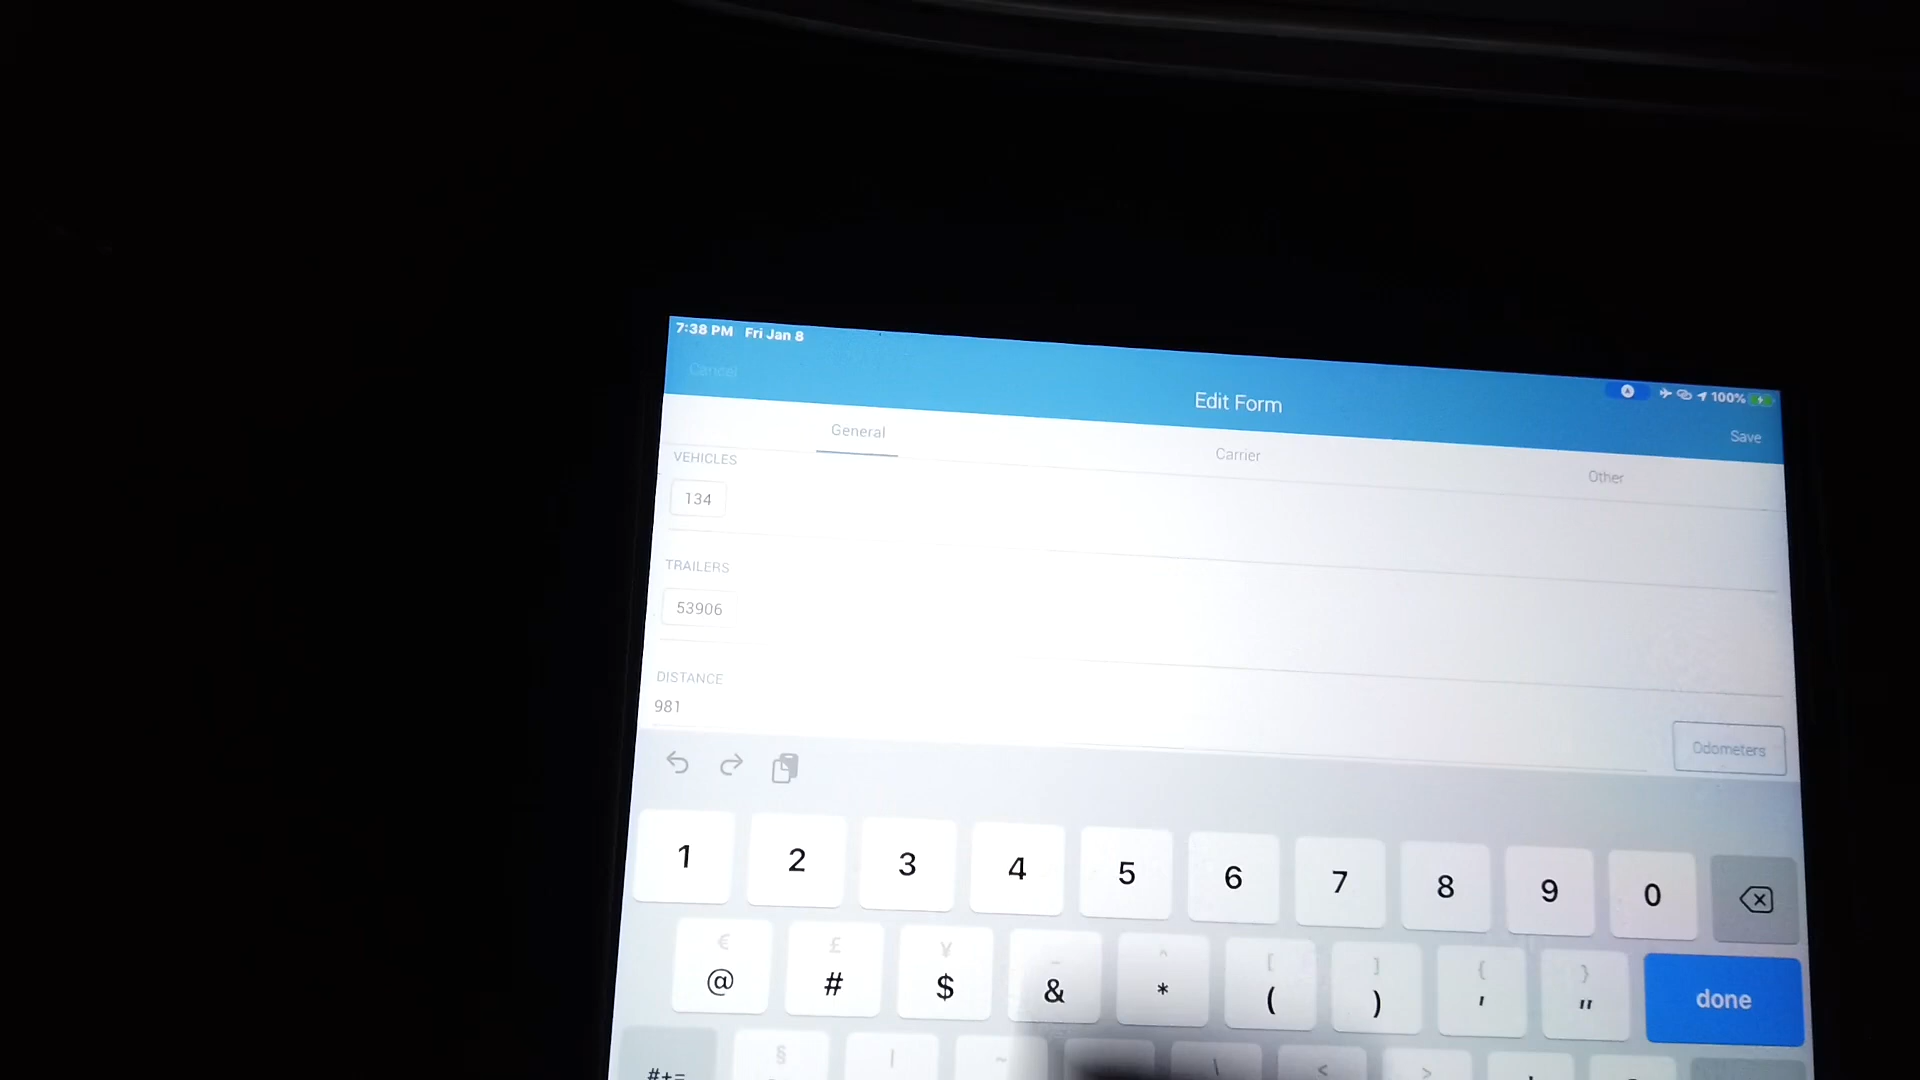 7:38 PM Fri Jan 8
100%
Cancel
Edit Form
Save
General
Carrier
Other
VEHICLES
134
TRAILERS
53906
DISTANCE
981
Odometers
1 2 3 4 5 6 7 8 9 0
€ £ ¥ _ ^ [ ] { }
@ # $ & * ( ) ' "
done
§ | ~ \ < >
#+=